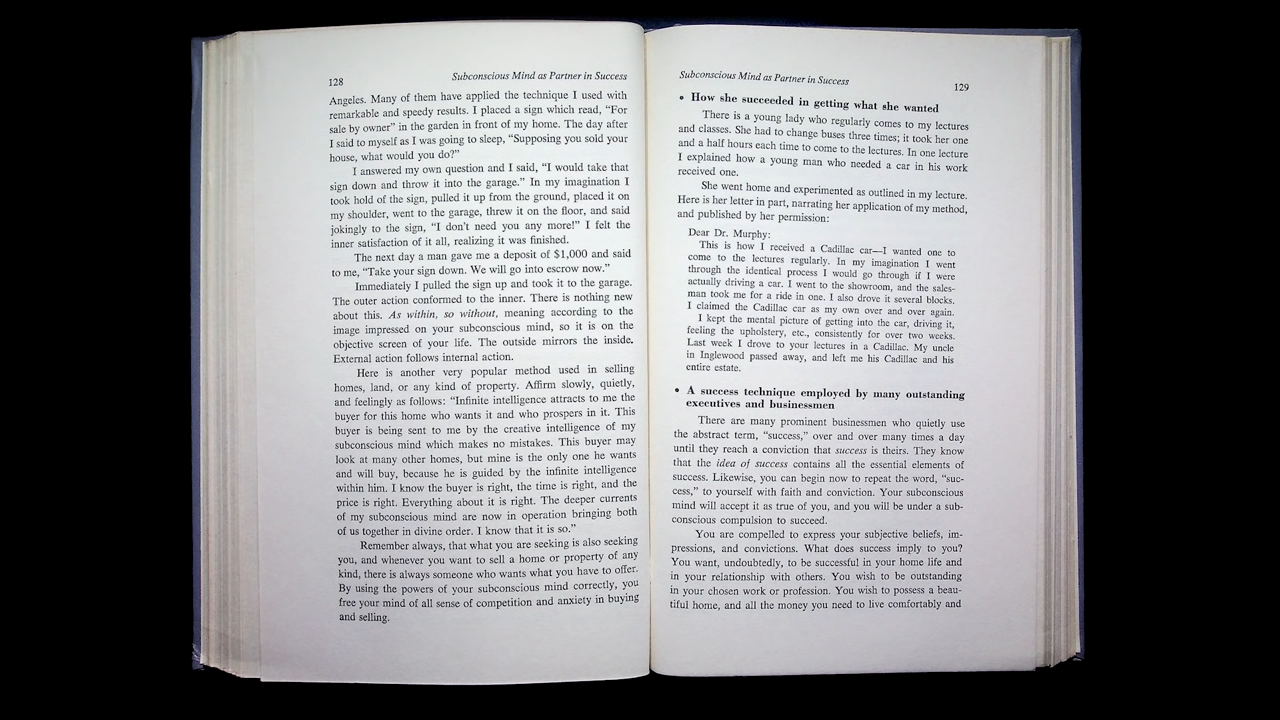 128
Subconscious Mind as Partner in Success
Angeles. Many of them have applied the technique I used with
remarkable and speedy results. I placed a sign which read, “For
sale by owner” in the garden in front of my home. The day after
I said to myself as I was going to sleep, “Supposing you sold your
house, what would you do?”
I answered my own question and I said, “I would take that
sign down and throw it into the garage.” In my imagination I
took hold of the sign, pulled it up from the ground, placed it on
my shoulder, went to the garage, threw it on the floor, and said
jokingly to the sign, “I don’t need you any more!” I felt the
inner satisfaction of it all, realizing it was finished.
The next day a man gave me a deposit of $1,000 and said
to me, “Take your sign down. We will go into escrow now.”
Immediately I pulled the sign up and took it to the garage.
The outer action conformed to the inner. There is nothing new
about this. As within, so without, meaning according to the
image impressed on your subconscious mind, so it is on the
objective screen of your life. The outside mirrors the inside.
External action follows internal action.
Here is another very popular method used in selling
homes, land, or any kind of property. Affirm slowly, quietly,
and feelingly as follows: “Infinite intelligence attracts to me the
buyer for this home who wants it and who prospers in it. This
buyer is being sent to me by the creative intelligence of my
subconscious mind which makes no mistakes. This buyer may
look at many other homes, but mine is the only one he wants
and will buy, because he is guided by the infinite intelligence
within him. I know the buyer is right, the time is right, and the
price is right. Everything about it is right. The deeper currents
of my subconscious mind are now in operation bringing both
of us together in divine order. I know that it is so.”
Remember always, that what you are seeking is also seeking
you, and whenever you want to sell a home or property of any
kind, there is always someone who wants what you have to offer.
By using the powers of your subconscious mind correctly, you
free your mind of all sense of competition and anxiety in buying
and selling.
Subconscious Mind as Partner in Success
129
• How she succeeded in getting what she wanted
There is a young lady who regularly comes to my lectures
and classes. She had to change buses three times; it took her one
and a half hours each time to come to the lectures. In one lecture
I explained how a young man who needed a car in his work
received one.
She went home and experimented as outlined in my lecture.
Here is her letter in part, narrating her application of my method,
and published by her permission:
Dear Dr. Murphy:
This is how I received a Cadillac car—I wanted one to
come to the lectures regularly. In my imagination I went
through the identical process I would go through if I were
actually driving a car. I went to the showroom, and the sales-
man took me for a ride in one. I also drove it several blocks.
I claimed the Cadillac car as my own over and over again.
I kept the mental picture of getting into the car, driving it,
feeling the upholstery, etc., consistently for over two weeks.
Last week I drove to your lectures in a Cadillac. My uncle
in Inglewood passed away, and left me his Cadillac and his
entire estate.
• A success technique employed by many outstanding
executives and businessmen
There are many prominent businessmen who quietly use
the abstract term, “success,” over and over many times a day
until they reach a conviction that success is theirs. They know
that the idea of success contains all the essential elements of
success. Likewise, you can begin now to repeat the word, “suc-
cess,” to yourself with faith and conviction. Your subconscious
mind will accept it as true of you, and you will be under a sub-
conscious compulsion to succeed.
You are compelled to express your subjective beliefs, im-
pressions, and convictions. What does success imply to you?
You want, undoubtedly, to be successful in your home life and
in your relationship with others. You wish to be outstanding
in your chosen work or profession. You wish to possess a beau-
tiful home, and all the money you need to live comfortably and